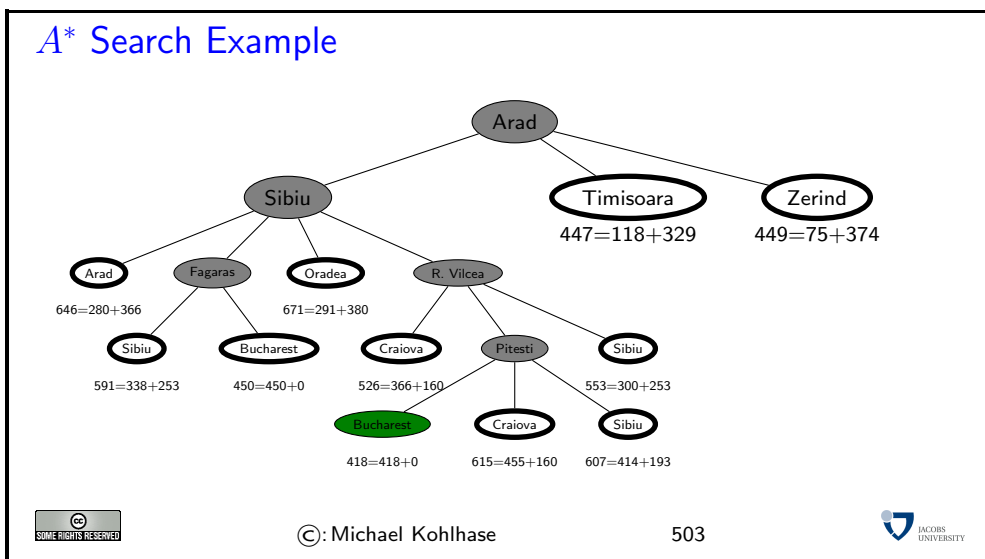 A* Search Example
Arad
Sibiu
Timisoara
Zerind
447=118+329
449=75+374
Arad
Fagaras
Oradea
R. Vilcea
646=280+366
671=291+380
Sibiu
Bucharest
Craiova
Pitesti
Sibiu
591=338+253
450=450+0
526=366+160
553=300+253
Bucharest
Craiova
Sibiu
418=418+0
615=455+160
607=414+193
cc
SOME RIGHTS RESERVED
©: Michael Kohlhase
503
JACOBS
UNIVERSITY